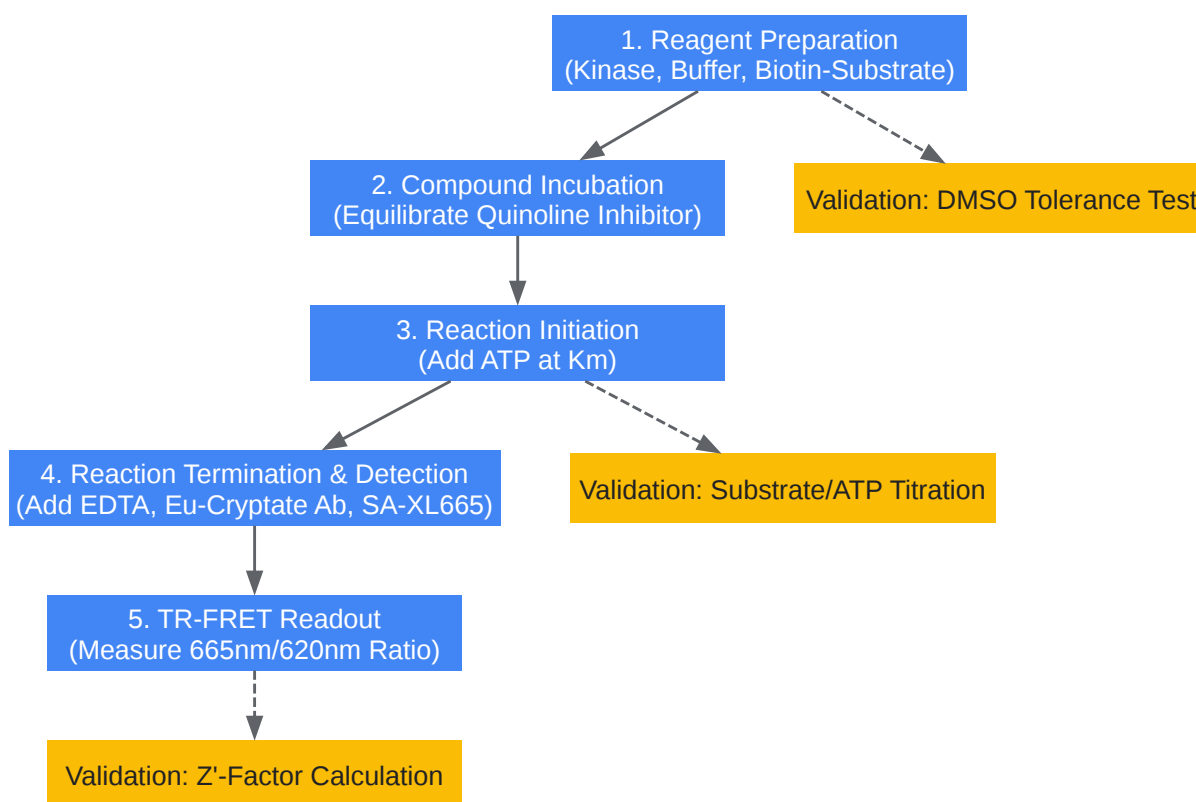 1. Reagent Preparation
(Kinase, Buffer, Biotin-Substrate)
2. Compound Incubation
(Equilibrate Quinoline Inhibitor)
Validation: DMSO Tolerance Test
3. Reaction Initiation
(Add ATP at Km)
4. Reaction Termination & Detection
(Add EDTA, Eu-Cryptate Ab, SA-XL665)
Validation: Substrate/ATP Titration
5. TR-FRET Readout
(Measure 665nm/620nm Ratio)
Validation: Z'-Factor Calculation